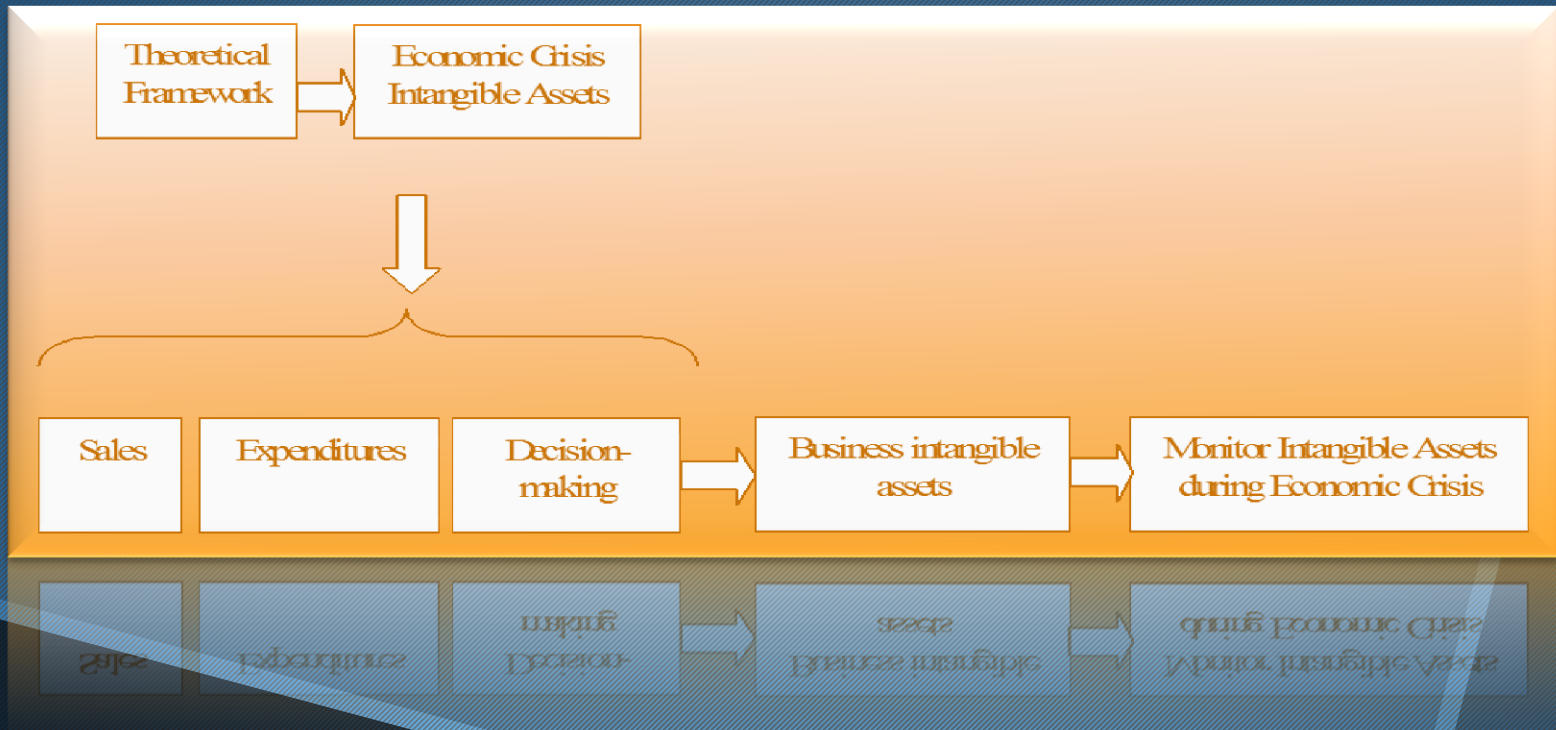 Theoretical
Framework
Economic Crisis
Intangible Assets
Sales
Expenditures
Decision-
making
Business intangible
assets
Monitor Intangible Assets
during Economic Crisis